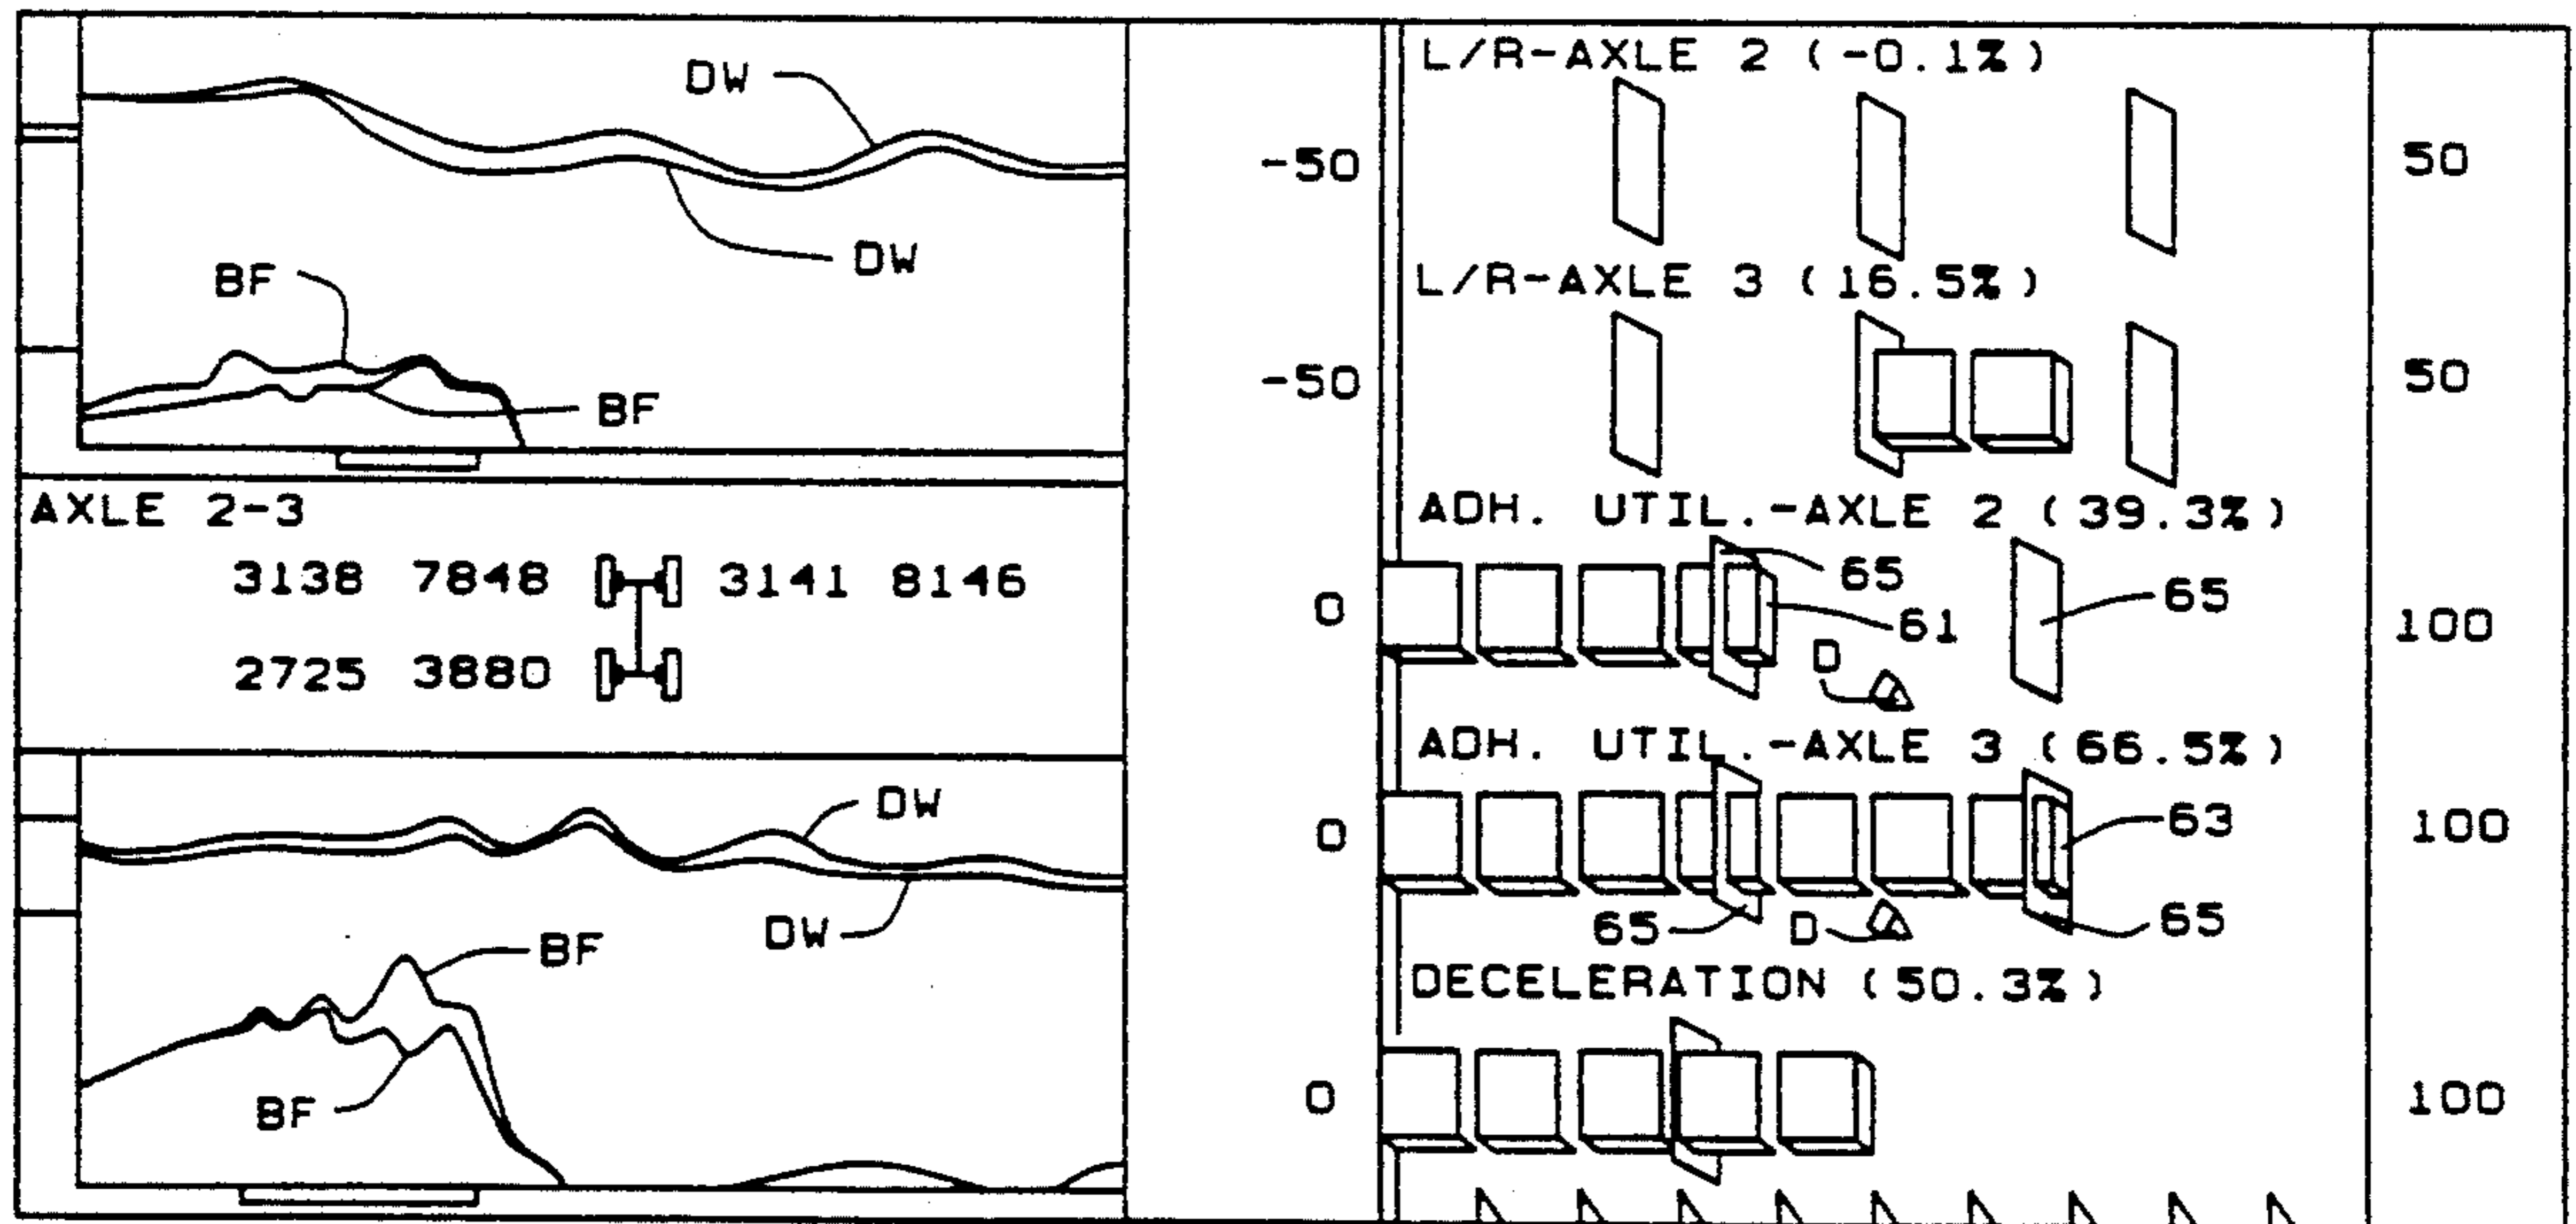 DW
DW
BF
BF
AXLE 2-3
3138 7848 3141 8146
2725 3880
DW
DW
BF
BF
L/R-AXLE 2 (-0.1%)
-50 50
L/R-AXLE 3 (16.5%)
-50 50
ADH. UTIL.-AXLE 2 (39.3%)
65
61
65
D
0 100
ADH. UTIL.-AXLE 3 (66.5%)
63
0 100
65
D
65
DECELERATION (50.3%)
0 100